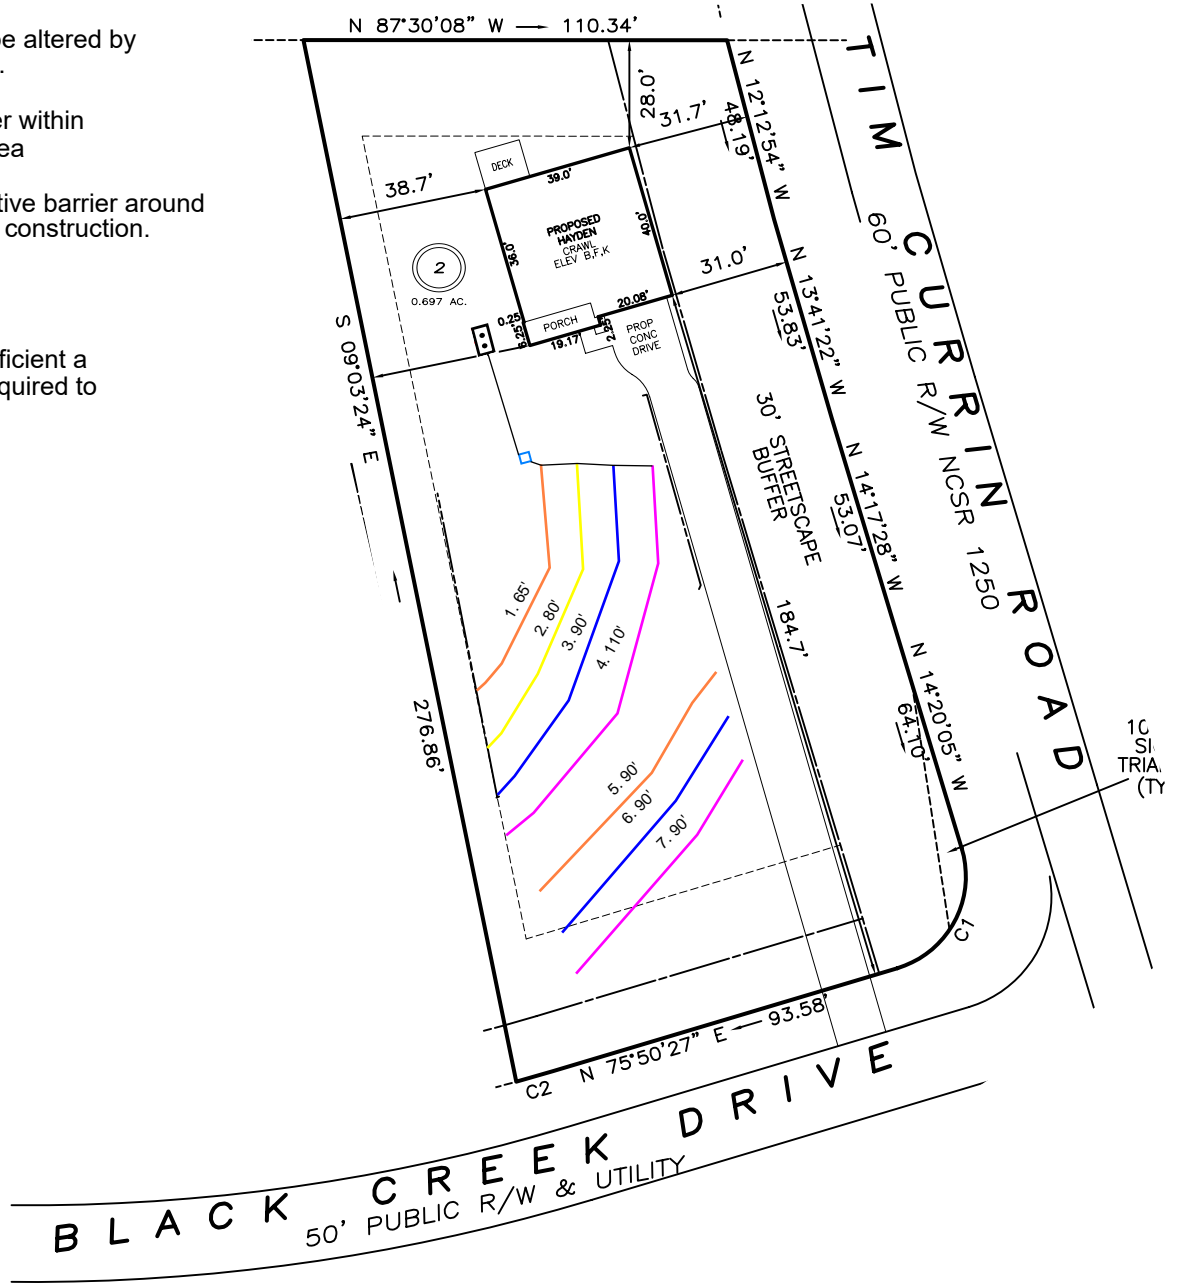 be altered by
er within
ea
tive barrier around
construction.
ficient a
quired to
N 87°30'08" W 110.34'
28.0'
31.7'
N 12°12'54" W
48.19'
DECK
39.0'
38.7'
PROPOSED
HAYDEN
CRAWL
ELEV B,F,K
40.0'
36.0'
2
0.697 AC.
31.0'
N 13°41'22" W
53.83'
0.25'
6.25'
PORCH
19.17'
20.08'
PROP
CONC
DRIVE
S 09°03'24" E
276.86'
30' STREETSCAPE
BUFFER
N 14°17'28" W
53.07'
184.7'
N 14°20'05" W
64.10'
1. 65'
2. 80'
3. 90'
4. 110'
5. 90'
6. 90'
7. 90'
TIM CURRIN ROAD
60' PUBLIC R/W NCSR 1250
TRIA
(TY
C1
C2
N 75°50'27" E 93.58'
BLACK CREEK DRIVE
50' PUBLIC R/W & UTILITY